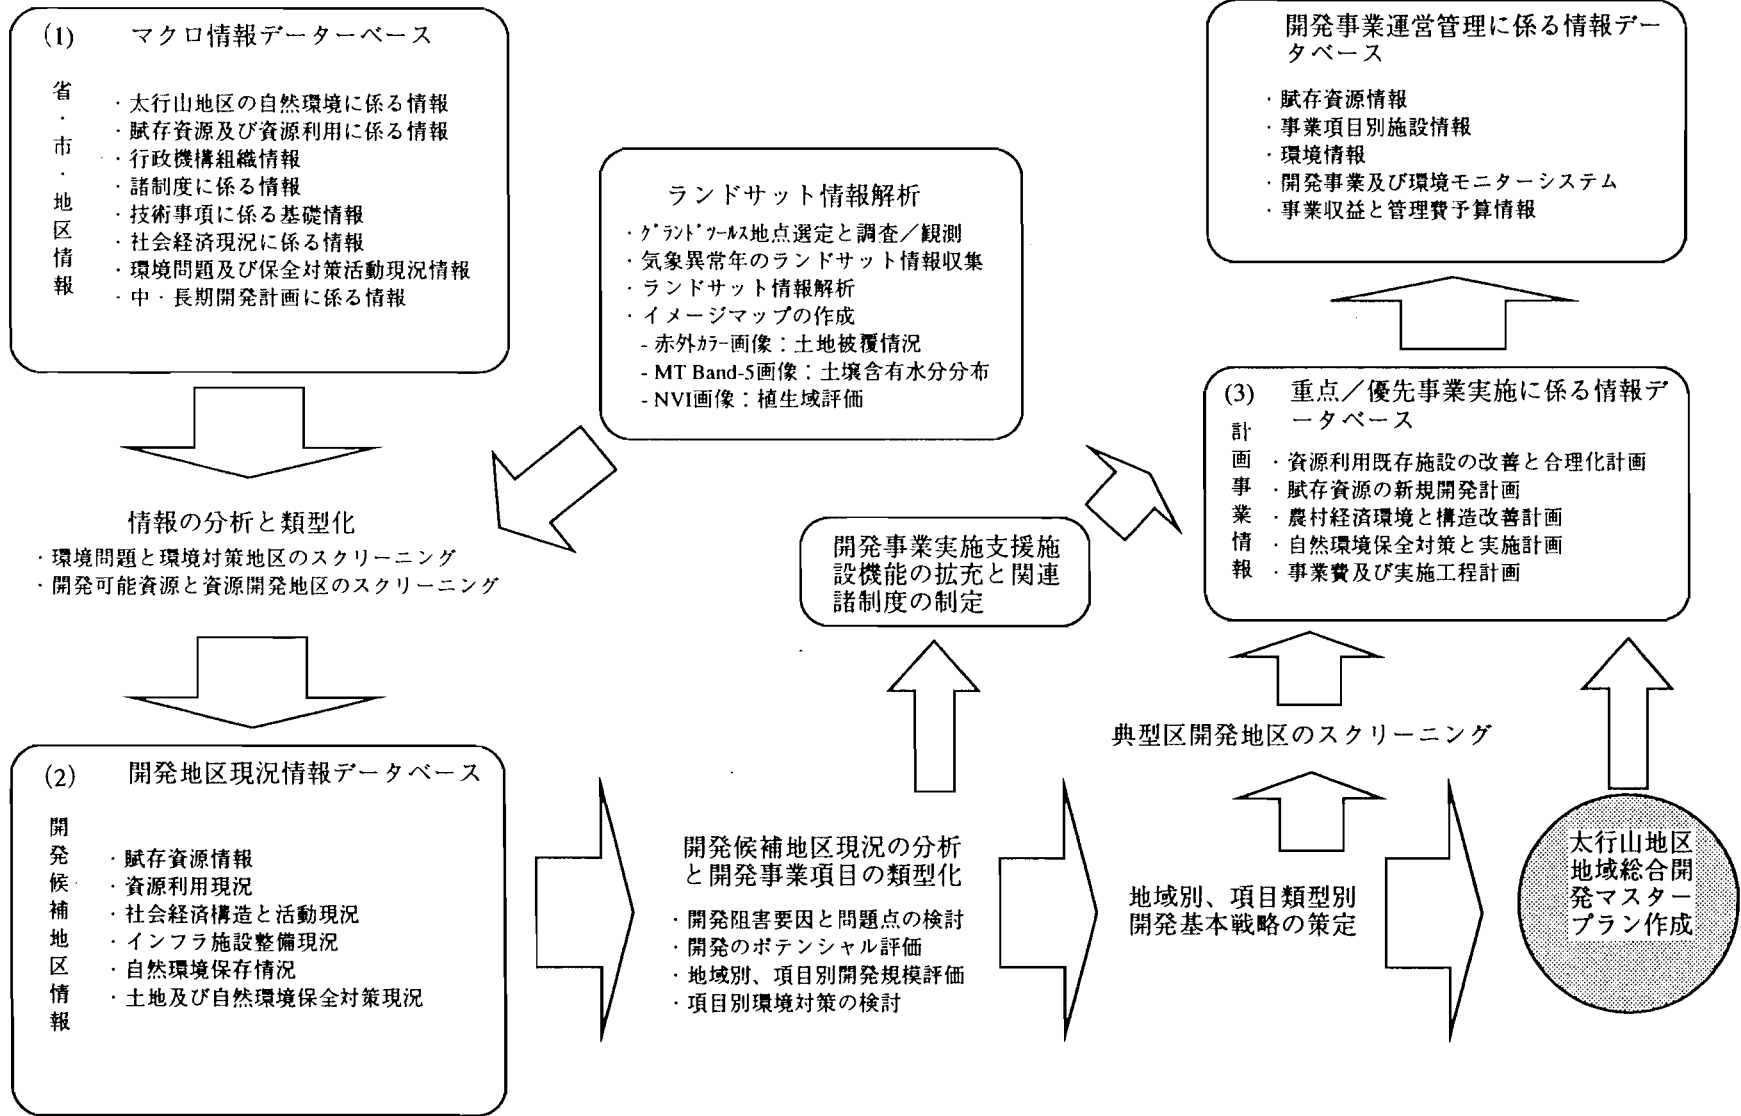 (1) マクロ情報データーベース
省・市・地区情報
・太行山地区の自然環境に係る情報
・賦存資源及び資源利用に係る情報
・行政機構組織情報
・諸制度に係る情報
・技術事項に係る基礎情報
・社会経済現況に係る情報
・環境問題及び保全対策活動現況情報
・中・長期開発計画に係る情報
情報の分析と類型化
・環境問題と環境対策地区のスクリーニング
・開発可能資源と資源開発地区のスクリーニング
(2) 開発地区現況情報データベース
開発候補地区情報
・賦存資源情報
・資源利用現況
・社会経済構造と活動現況
・インフラ施設整備現況
・自然環境保存情況
・土地及び自然環境保全対策現況
ランドサット情報解析
・グランドツールス地点選定と調査／観測
・気象異常年のランドサット情報収集
・ランドサット情報解析
・イメージマップの作成
- 赤外カラー画像：土地被覆情況
- MT Band-5画像：土壌含有水分分布
- NVI画像：植生域評価
開発事業実施支援施
設機能の拡充と関連
諸制度の制定
開発候補地区現況の分析
と開発事業項目の類型化
・開発阻害要因と問題点の検討
・開発のポテンシャル評価
・地域別、項目別開発規模評価
・項目別環境対策の検討
地域別、項目類型別
開発基本戦略の策定
典型区開発地区のスクリーニング
太行山地区
地域総合開
発マスター
プラン作成
(3) 重点／優先事業実施に係る情報デ
ータベース
計画事業情報
・資源利用既存施設の改善と合理化計画
・賦存資源の新規開発計画
・農村経済環境と構造改善計画
・自然環境保全対策と実施計画
・事業費及び実施工程計画
開発事業運営管理に係る情報デー
タベース
・賦存資源情報
・事業項目別施設情報
・環境情報
・開発事業及び環境モニターシステム
・事業収益と管理費予算情報